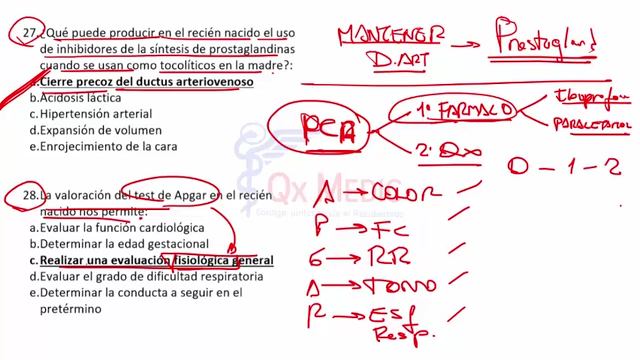 27. ¿Qué puede producir en el recién nacido el uso
de inhibidores de la síntesis de prostaglandinas
cuando se usan como tocolíticos en la madre?:
a. Cierre precoz del ductus arteriovenoso
b. Acidosis láctica
c. Hipertensión arterial
d. Expansión de volumen
e. Enrojecimiento de la cara
28. La valoración del test de Apgar en el recién
nacido nos permite:
a. Evaluar la función cardiológica
b. Determinar la edad gestacional
c. Realizar una evaluación fisiológica general
d. Evaluar el grado de dificultad respiratoria
e. Determinar la conducta a seguir en el
pretérmino
MANTENER
D.ART → Prostagland
PCA
1º FARMACO
Ibuprofeno
PARACETAMOL
2º Qxo
0 - 1 - 2
A → COLOR
P → FC
G → RR
A → TONO
R → Esf
Resp.
Qx MEDIC